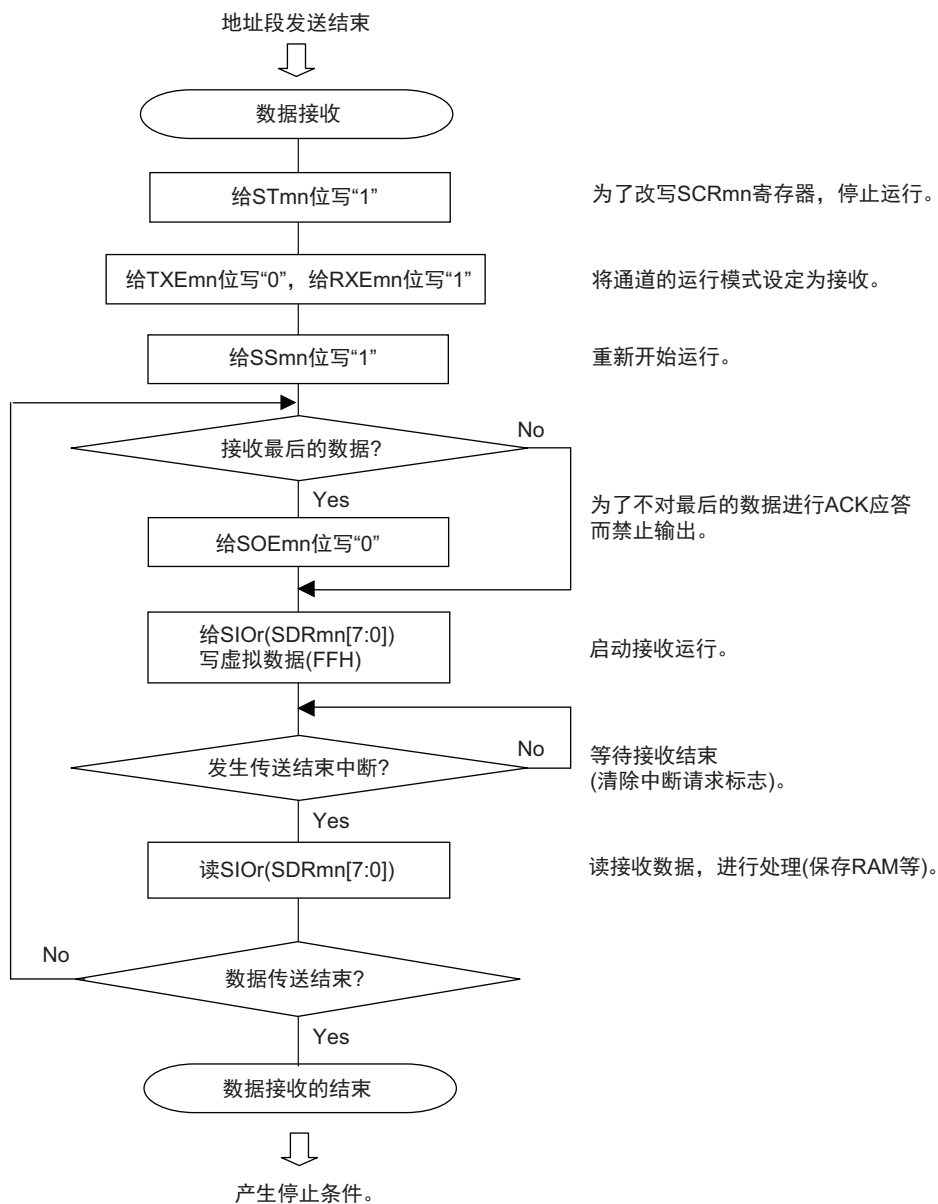 地址段发送结束
数据接收
给STmn位写“1”
为了改写SCRmn寄存器，停止运行。
给TXEmn位写“0”，给RXEmn位写“1”
将通道的运行模式设定为接收。
给SSmn位写“1”
重新开始运行。
接收最后的数据?
No
Yes
为了不对最后的数据进行ACK应答
而禁止输出。
给SOEmn位写“0”
给SIOr(SDRmn[7:0])
写虚拟数据(FFH)
启动接收运行。
发生传送结束中断?
No
等待接收结束
(清除中断请求标志)。
Yes
读SIOr(SDRmn[7:0])
读接收数据，进行处理(保存RAM等)。
No
数据传送结束?
Yes
数据接收的结束
产生停止条件。